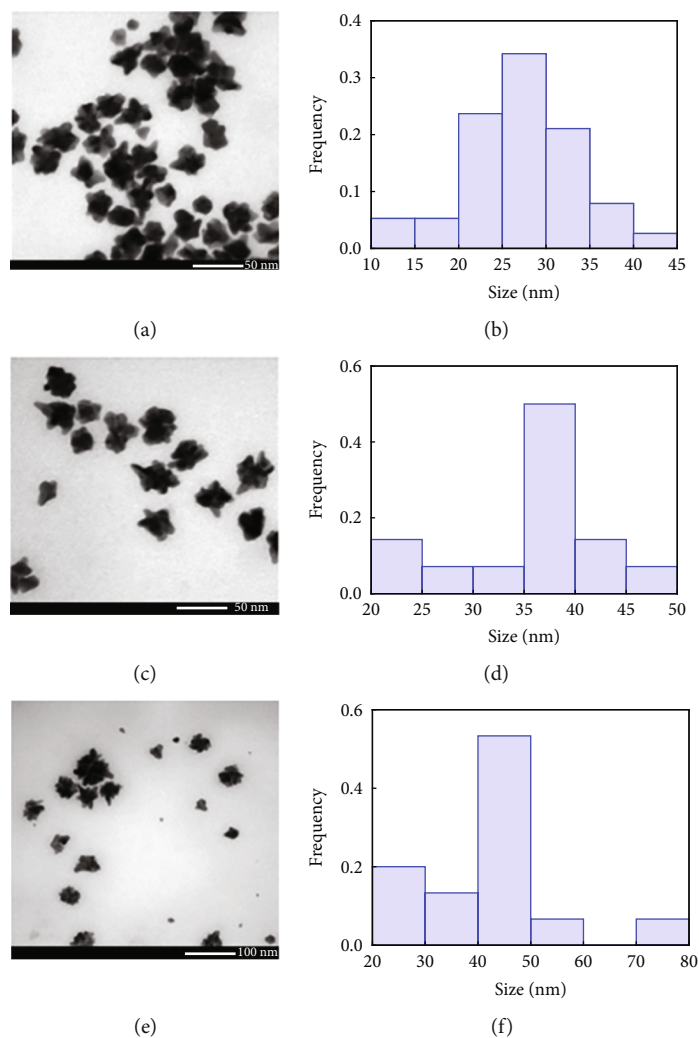 0.4
0.3
0.2
0.1
0.0
Frequency
10 15 20 25 30 35 40 45
Size (nm)
50 nm
(a)
(b)
0.6
0.4
0.2
0.0
Frequency
20 25 30 35 40 45 50
Size (nm)
50 nm
(c)
(d)
0.6
0.4
0.2
0.0
Frequency
20 30 40 50 60 70 80
Size (nm)
100 nm
(e)
(f)